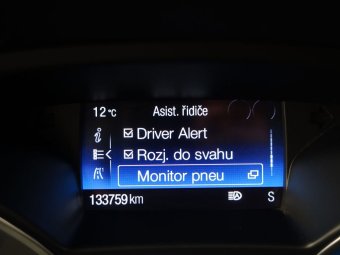 12 °C Asist. řidiče
Driver Alert
Rozj. do svahu
Monitor pneu
133759 km S